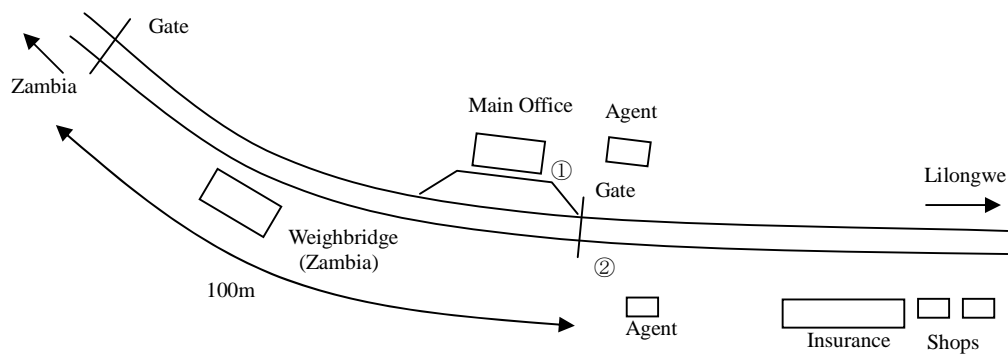 Gate
Zambia
Main Office
Agent
①
Gate
Lilongwe
Weighbridge
(Zambia)
②
100m
Agent
Insurance
Shops